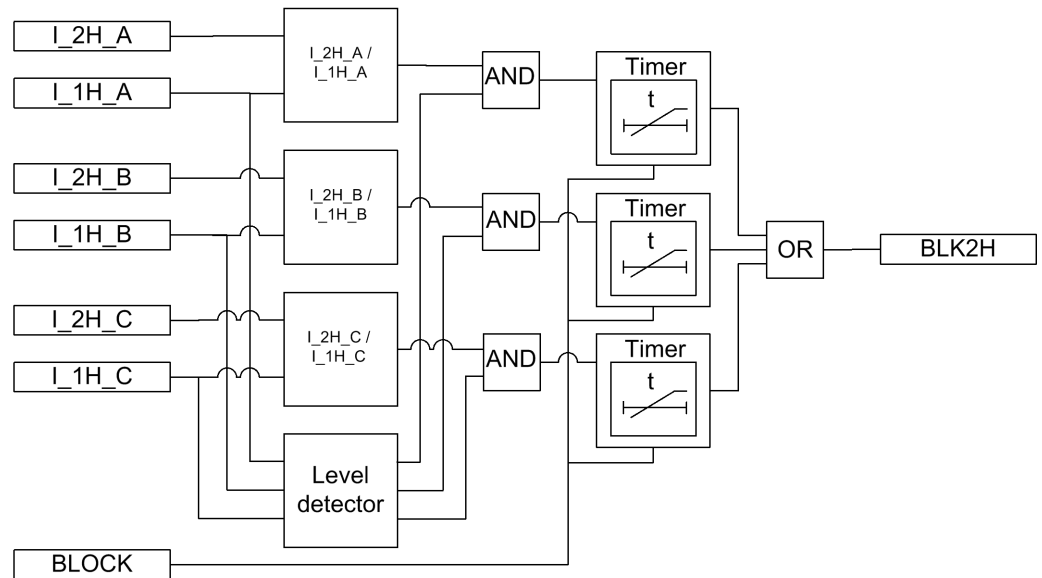 I_2H_A
I_1H_A
I_2H_A /
I_1H_A
AND
Timer
t
I_2H_B
I_1H_B
I_2H_B /
I_1H_B
AND
Timer
t
OR
BLK2H
I_2H_C
I_1H_C
I_2H_C /
I_1H_C
AND
Timer
t
Level
detector
BLOCK